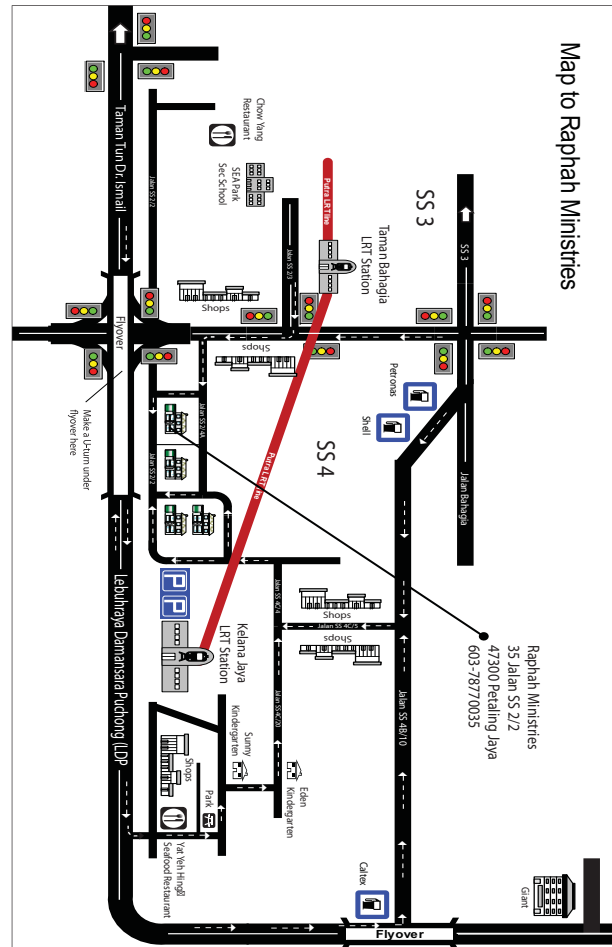 Map to Raphah Ministries
Raphah Ministries
35 Jalan SS 2/2
47300 Petaling Jaya
603-78770035
Giant
Flyover
Caltex
SS 3
Jalan Bahagia
Jalan SS 4B/10
Petronas
Shell
SS 3
SS 4
Taman Bahagia
LRT Station
Putra LRT line
Putra LRT line
Kelana Jaya
LRT Station
P
P
Jalan SS 4C/5
Shops
Shops
Jalan SS 4C/4
Jalan SS 4C/20
Eden
Kindergarten
Sunny
Kindergarten
Park
Shops
Yat Yeh Hing
Seafood Restaurant
Chow Yang
Restaurant
SEA Park
Sec School
Jalan SS 2/3
Shops
Shops
Jalan SS 2/4A
Jalan SS 2/2
Jalan SS 2/2
Taman Tun Dr. Ismail
Flyover
Make a U-turn under
flyover here
Lebuhraya Damansara Puchong (LDP